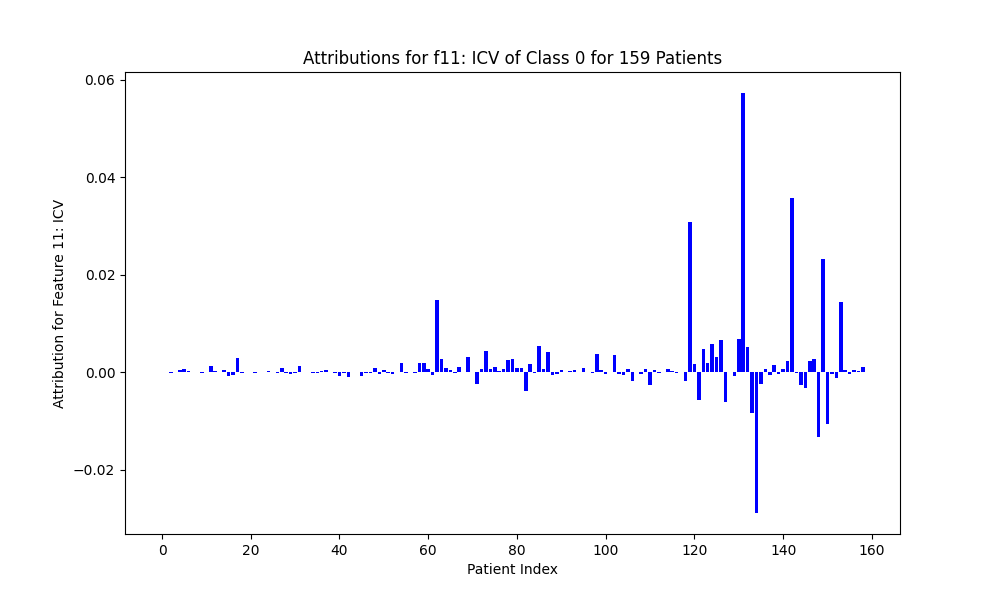 Attributions for f11: ICV of Class 0 for 159 Patients
Attribution for Feature 11: ICV
0.06
0.04
0.02
0.00
−0.02
0 20 40 60 80 100 120 140 160
Patient Index